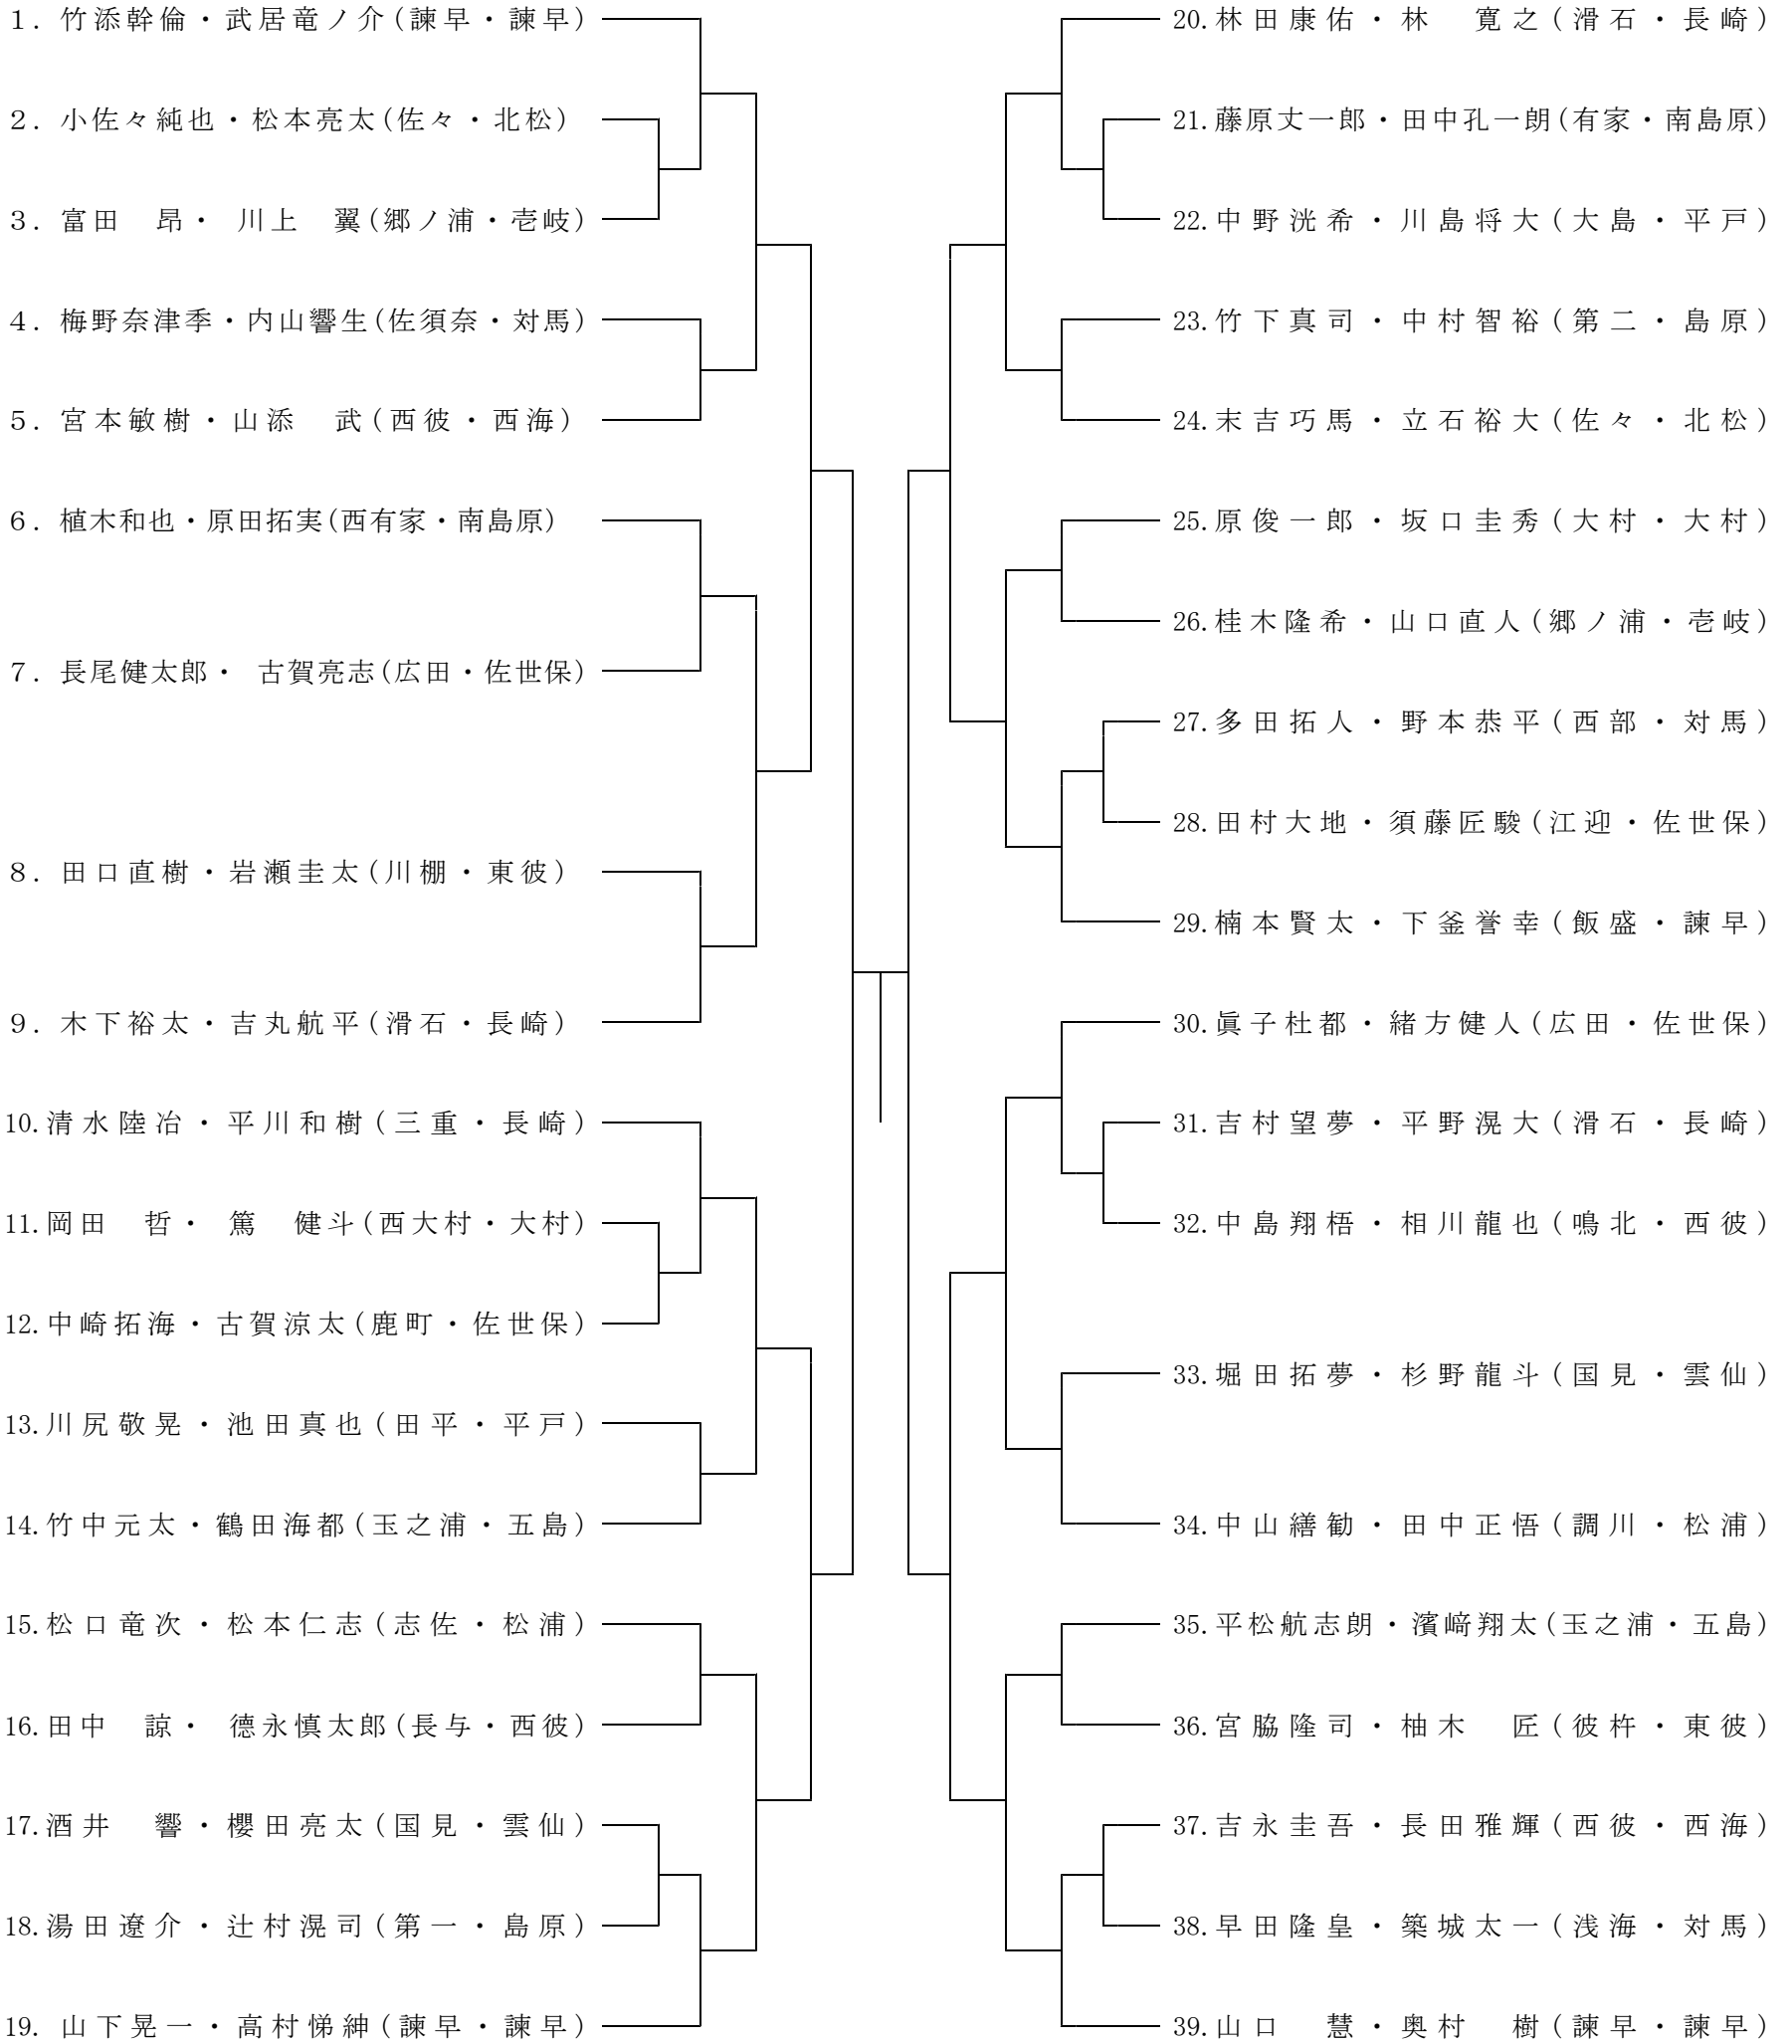 1. 竹添幹倫・武居竜ノ介(諫早・諫早)
2. 小佐々純也・松本亮太(佐々・北松)
3. 富田　昂・ 川上　翼(郷ノ浦・壱岐)
4. 梅野奈津季・内山響生(佐須奈・対馬)
5. 宮本敏樹・山添　武(西彼・西海)
6. 植木和也・原田拓実(西有家・南島原)
7. 長尾健太郎・ 古賀亮志(広田・佐世保)
8. 田口直樹・岩瀬圭太(川棚・東彼)
9. 木下裕太・吉丸航平(滑石・長崎)
10.清水陸冶・平川和樹(三重・長崎)
11.岡田　哲・ 篤　健斗(西大村・大村)
12.中崎拓海・古賀涼太(鹿町・佐世保)
13.川尻敬晃・池田真也(田平・平戸)
14.竹中元太・鶴田海都(玉之浦・五島)
15.松口竜次・松本仁志(志佐・松浦)
16.田中　諒・ 德永慎太郎(長与・西彼)
17.酒井　響・櫻田亮太(国見・雲仙)
18.湯田遼介・辻村滉司(第一・島原)
19. 山下晃一・高村悌紳(諫早・諫早)
20.林田康佑・林　寛之(滑石・長崎)
21.藤原丈一郎・田中孔一朗(有家・南島原)
22.中野洸希・川島将大(大島・平戸)
23.竹下真司・中村智裕(第二・島原)
24.末吉巧馬・立石裕大(佐々・北松)
25.原俊一郎・坂口圭秀(大村・大村)
26.桂木隆希・山口直人(郷ノ浦・壱岐)
27.多田拓人・野本恭平(西部・対馬)
28.田村大地・須藤匠駿(江迎・佐世保)
29.楠本賢太・下釜誉幸(飯盛・諫早)
30.眞子杜都・緒方健人(広田・佐世保)
31.吉村望夢・平野滉大(滑石・長崎)
32.中島翔梧・相川龍也(鳴北・西彼)
33.堀田拓夢・杉野龍斗(国見・雲仙)
34.中山繕勧・田中正悟(調川・松浦)
35.平松航志朗・濱﨑翔太(玉之浦・五島)
36.宮脇隆司・柚木　匠(彼杵・東彼)
37.吉永圭吾・長田雅輝(西彼・西海)
38.早田隆皇・築城太一(浅海・対馬)
39.山口　慧・奥村　樹(諫早・諫早)